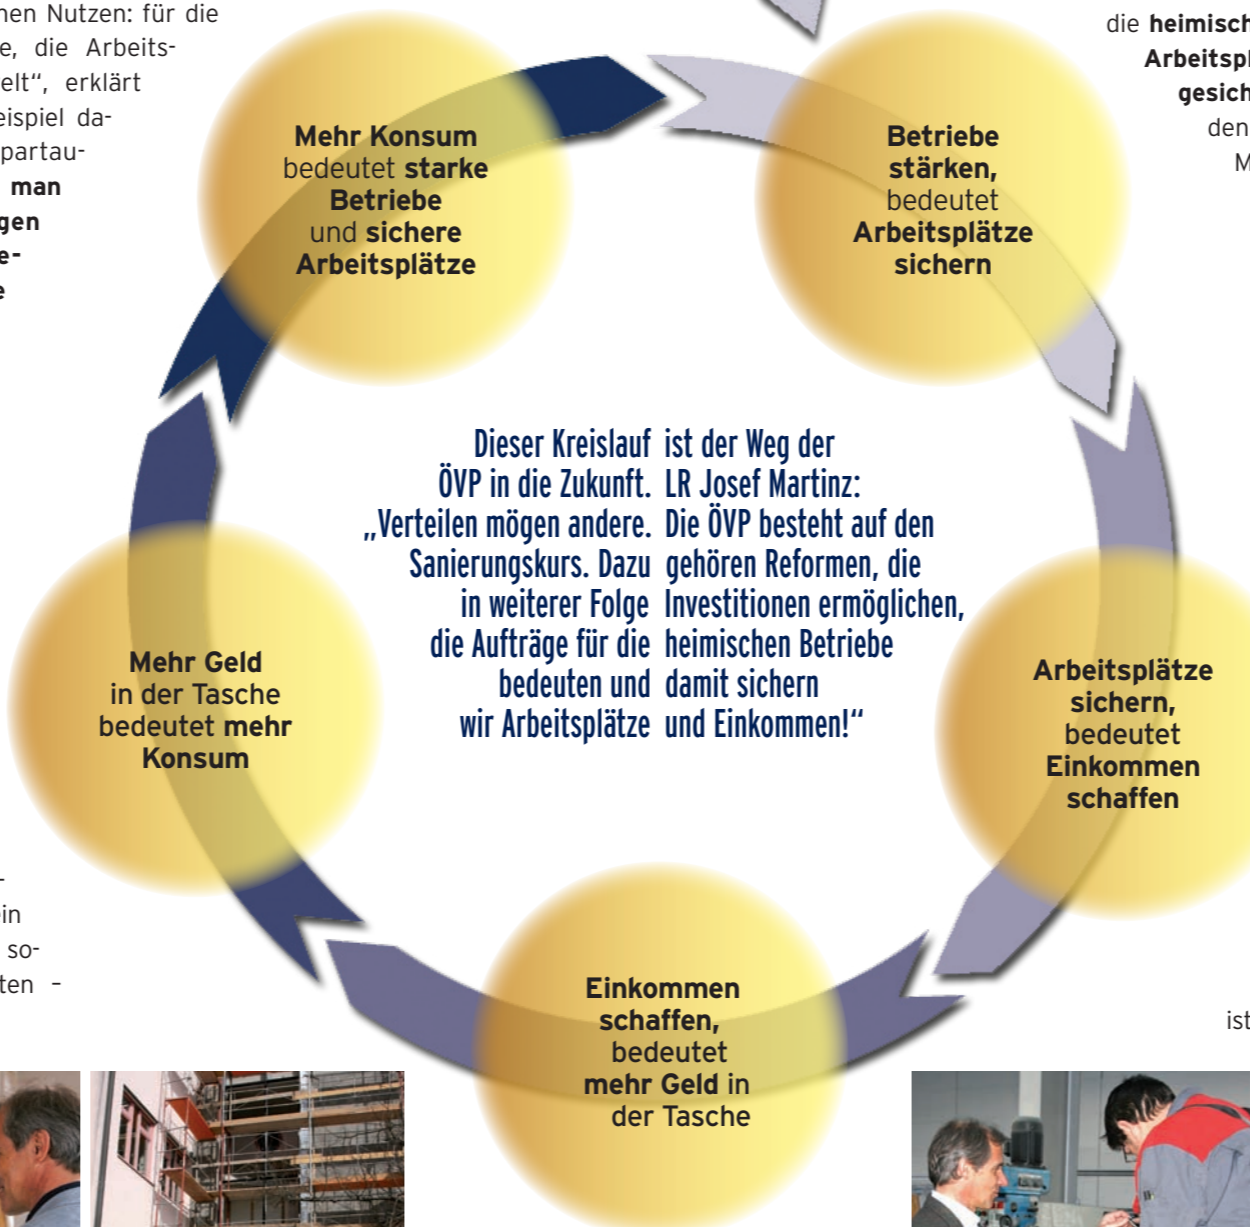 nen Nutzen: für die
e, die Arbeits-
elt“, erklärt
eispiel da-
partau-
man
gen
e-
e
die heimisch
Arbeitspl
gesich
den
M
Mehr Konsum
bedeutet starke
Betriebe
und sichere
Arbeitsplätze
Betriebe
stärken,
bedeutet
Arbeitsplätze
sichern
Dieser Kreislauf ist der Weg der
ÖVP in die Zukunft. LR Josef Martinz:
„Verteilen mögen andere. Die ÖVP besteht auf den
Sanierungskurs. Dazu gehören Reformen, die
in weiterer Folge Investitionen ermöglichen,
die Aufträge für die heimischen Betriebe
bedeuten und damit sichern
wir Arbeitsplätze und Einkommen!“
Mehr Geld
in der Tasche
bedeutet mehr
Konsum
Arbeitsplätze
sichern,
bedeutet
Einkommen
schaffen
-
ein
so-
ten –
Einkommen
schaffen,
bedeutet
mehr Geld in
der Tasche
ist